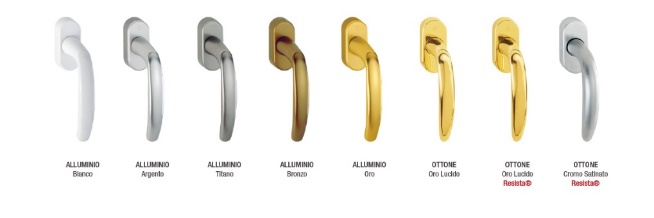 ALLUMINIO
Bianco
ALLUMINIO
Argento
ALLUMINIO
Titano
ALLUMINIO
Bronzo
ALLUMINIO
Oro
OTTONE
Oro Lucido
OTTONE
Oro Lucido
Resista®
OTTONE
Cromo Satinato
Resista®